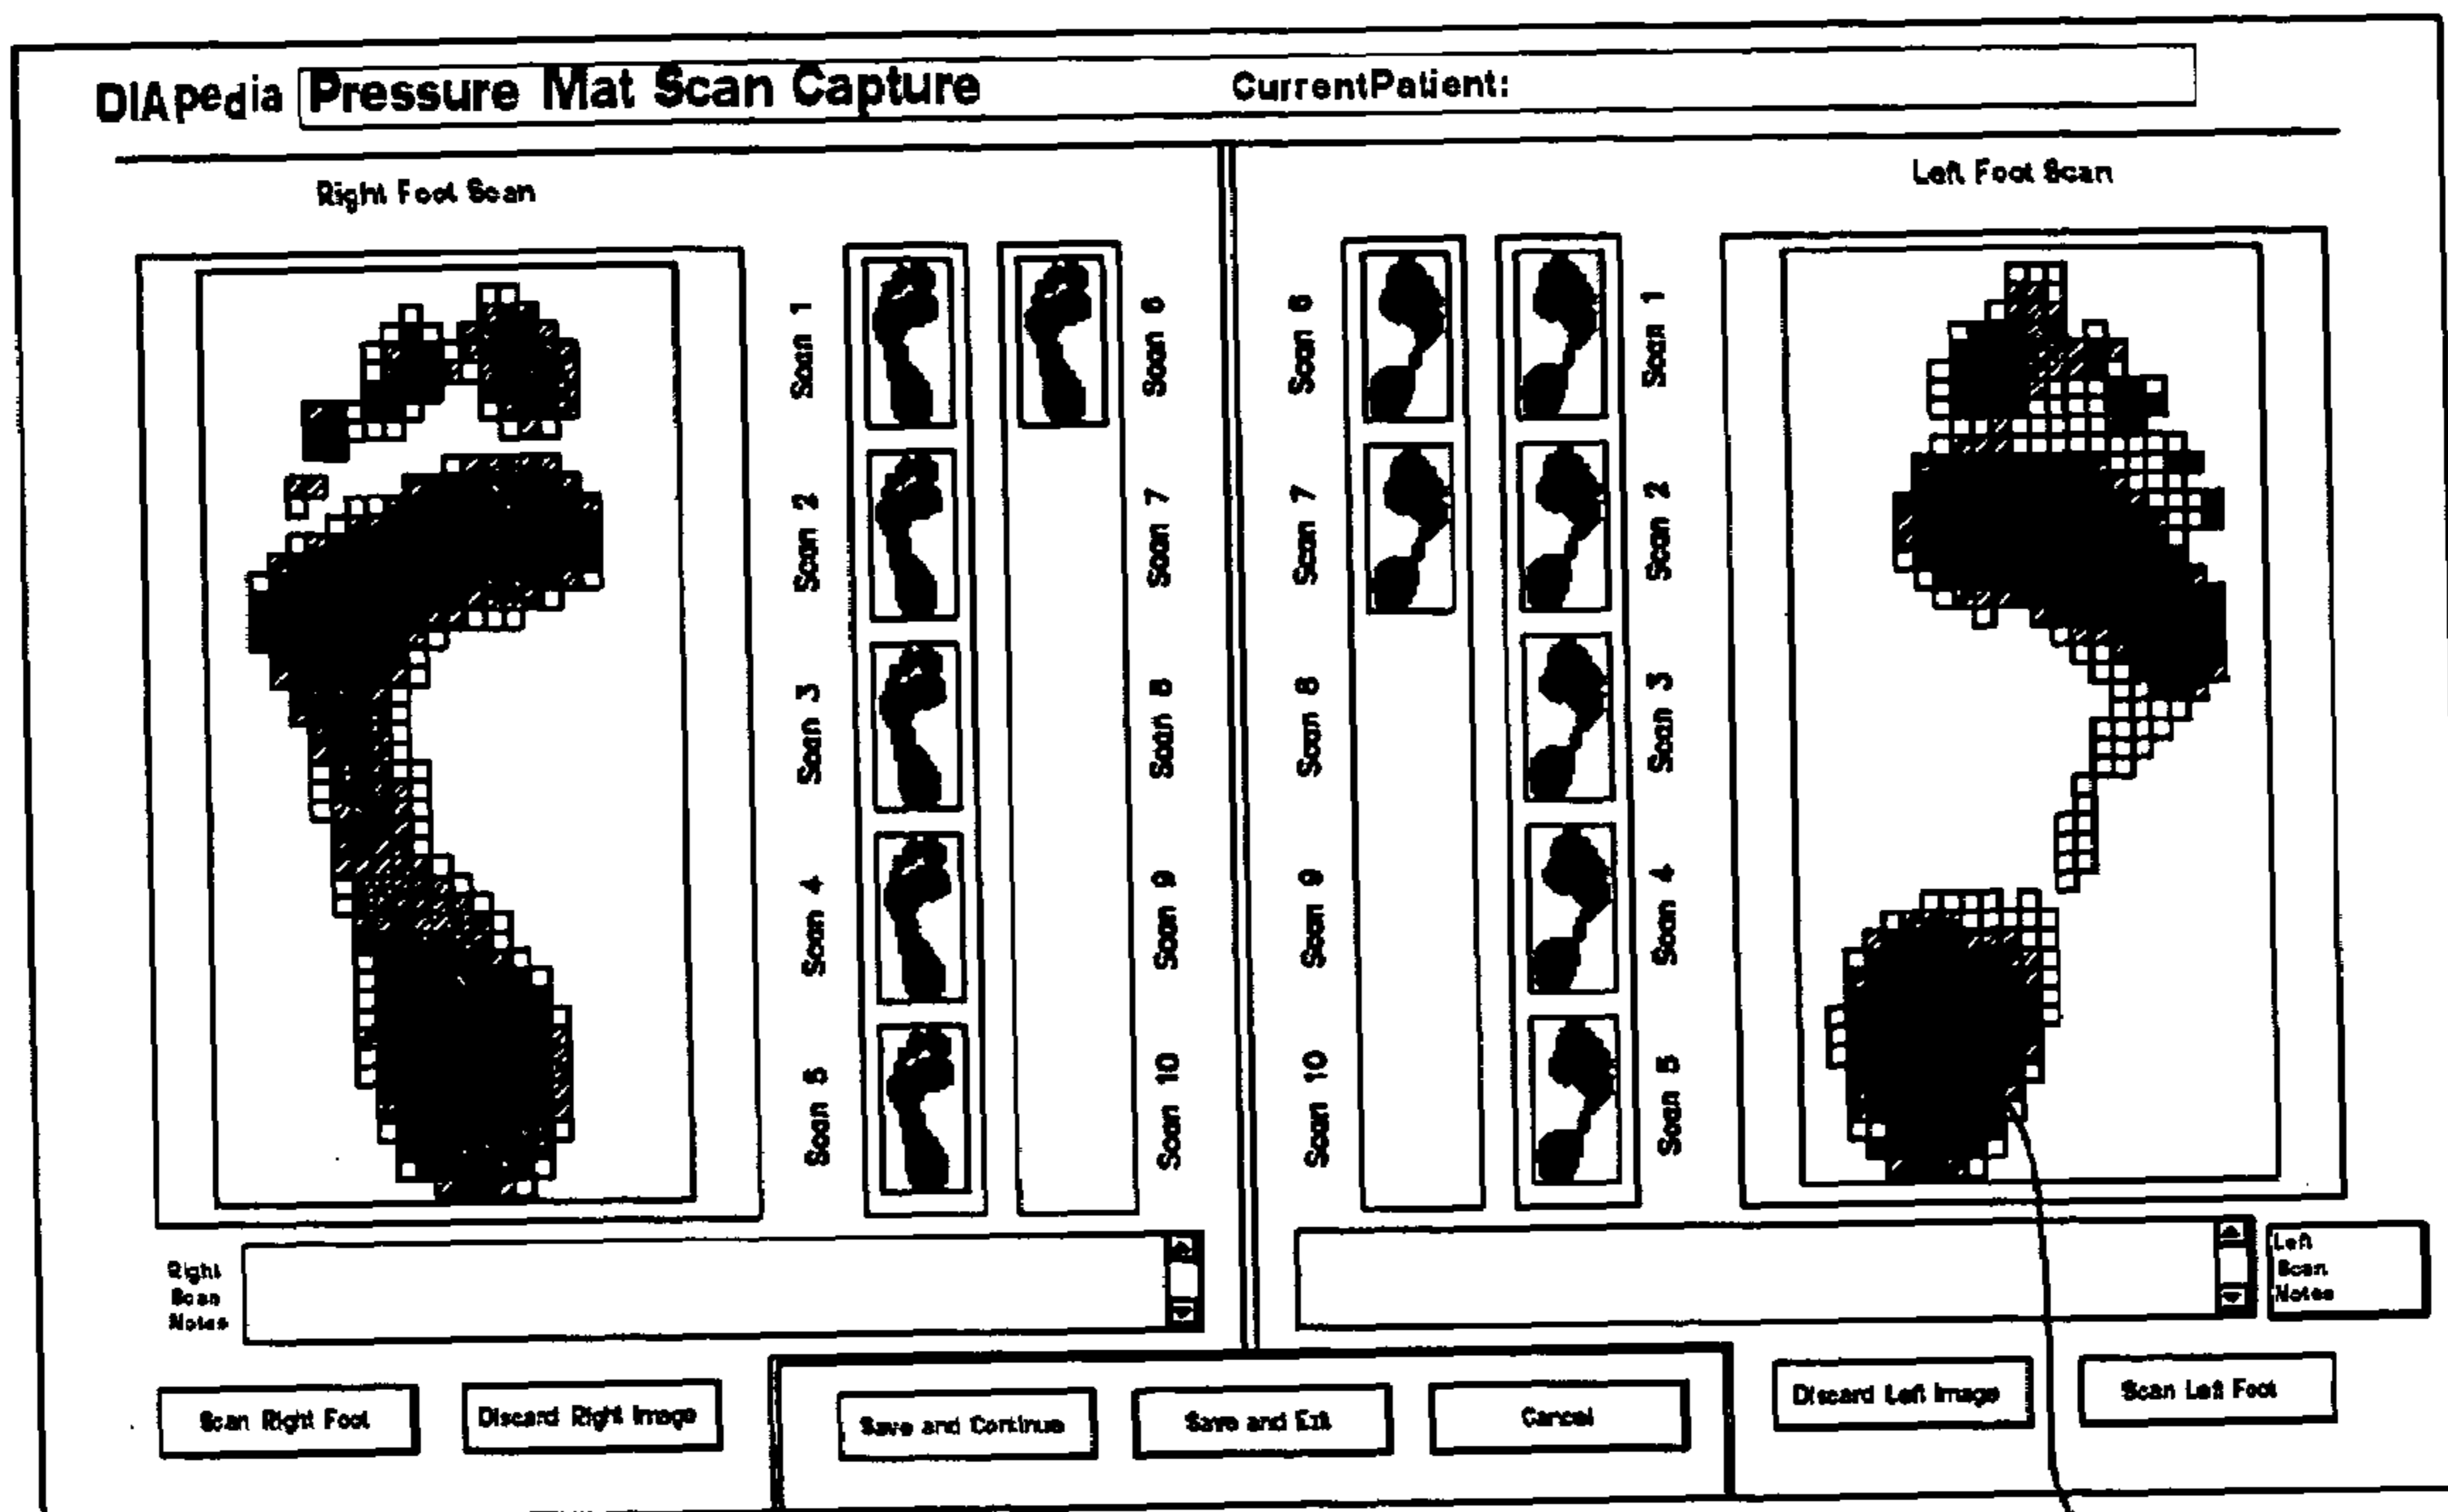 DIApedia Pressure Mat Scan Capture
CurrentPatient:
Right Foot Scan
Left Foot Scan
Scan 1
Scan 2
Scan 3
Scan 4
Scan 5
Scan 6
Scan 7
Scan 8
Scan 9
Scan 10
Scan 6
Scan 7
Scan 8
Scan 9
Scan 10
Scan 1
Scan 2
Scan 3
Scan 4
Scan 5
Right
Scan
Notes
Left
Scan
Notes
Scan Right Foot
Discard Right Image
Save and Continue
Save and Exit
Cancel
Discard Left Image
Scan Left Foot